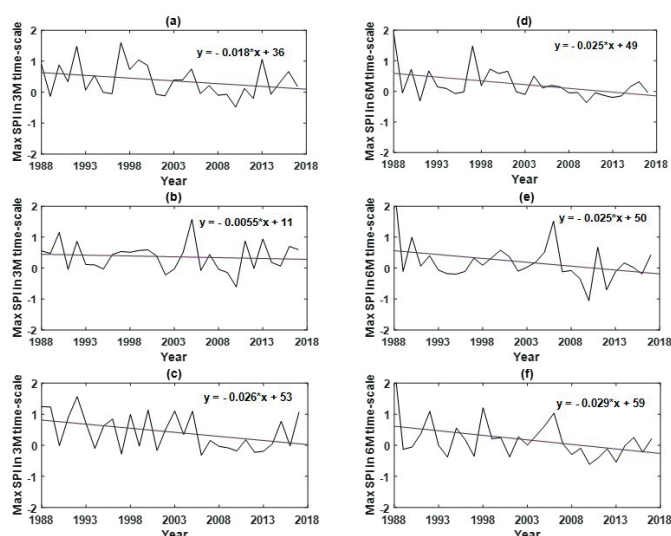 (a)
y = - 0.018*x + 36
Max SPI In 3M time-scale
2
1
0
-1
-2
1988 1993 1998 2003 2008 2013 2018
Year
(d)
y = - 0.025*x + 49
Max SPI In 6M time-scale
2
1
0
-1
-2
1988 1993 1998 2003 2008 2013 2018
Year
(b)
y = - 0.0055*x + 11
Max SPI In 3M time-scale
2
1
0
-1
-2
1988 1993 1998 2003 2008 2013 2018
Year
(e)
y = - 0.025*x + 50
Max SPI In 6M time-scale
2
1
0
-1
-2
1988 1993 1998 2003 2008 2013 2018
Year
(c)
y = - 0.026*x + 53
Max SPI In 3M time-scale
2
1
0
-1
-2
1988 1993 1998 2003 2008 2013 2018
Year
(f)
y = - 0.029*x + 59
Max SPI In 6M time-scale
2
1
0
-1
-2
1988 1993 1998 2003 2008 2013 2018
Year